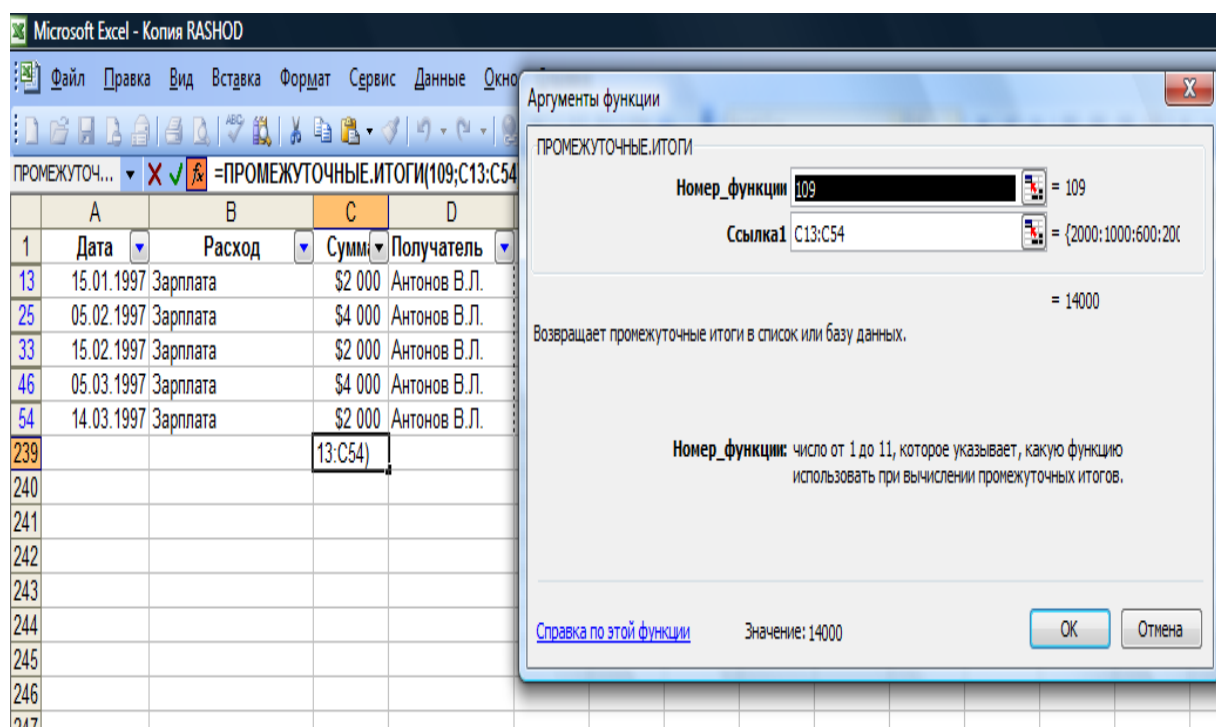 Microsoft Excel - Копия RASHOD
Файл Правка Вид Вставка Формат Сервис Данные Окно
ПРОМЕЖУТОЧ... =ПРОМЕЖУТОЧНЫЕ.ИТОГИ(109;C13:C54
A B C D
1 Дата Расход Сумма Получатель
13 15.01.1997 Зарплата $2 000 Антонов В.Л.
25 05.02.1997 Зарплата $4 000 Антонов В.Л.
33 15.02.1997 Зарплата $2 000 Антонов В.Л.
46 05.03.1997 Зарплата $4 000 Антонов В.Л.
54 14.03.1997 Зарплата $2 000 Антонов В.Л.
239 13:C54)
240
241
242
243
244
245
246
247
Аргументы функции
ПРОМЕЖУТОЧНЫЕ.ИТОГИ
Номер_функции 109 = 109
Ссылка1 C13:C54 = {2000:1000:600:200
= 14000
Возвращает промежуточные итоги в список или базу данных.
Номер_функции: число от 1 до 11, которое указывает, какую функцию
использовать при вычислении промежуточных итогов.
Справка по этой функции Значение: 14000 OK Отмена